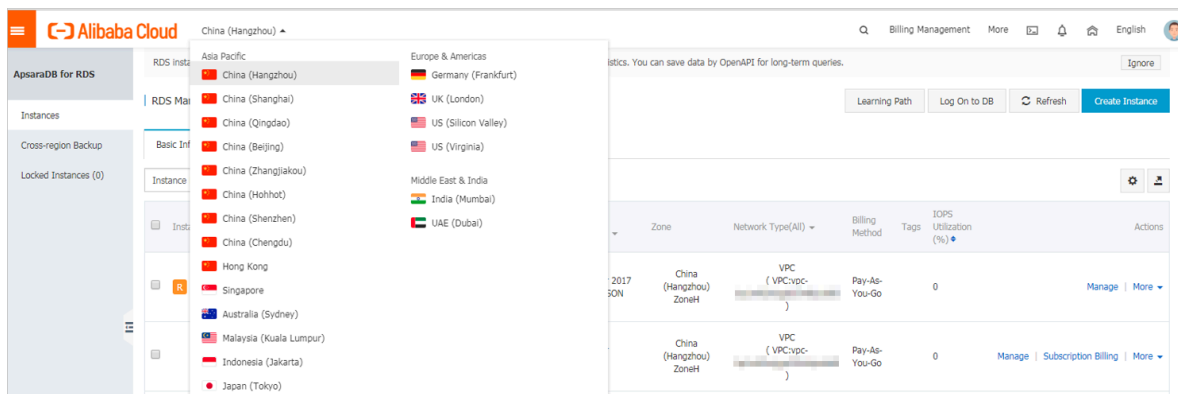 Alibaba Cloud
China (Hangzhou)
Billing Management
More
English
ApsaraDB for RDS
Instances
Cross-region Backup
Locked Instances (0)
RDS insta
istics. You can save data by OpenAPI for long-term queries.
Ignore
Asia Pacific
China (Hangzhou)
China (Shanghai)
China (Qingdao)
China (Beijing)
China (Zhangjiakou)
China (Hohhot)
China (Shenzhen)
China (Chengdu)
Hong Kong
Singapore
Australia (Sydney)
Malaysia (Kuala Lumpur)
Indonesia (Jakarta)
Japan (Tokyo)
Europe & Americas
Germany (Frankfurt)
UK (London)
US (Silicon Valley)
US (Virginia)
Middle East & India
India (Mumbai)
UAE (Dubai)
RDS Mar
Learning Path
Log On to DB
Refresh
Create Instance
Basic Inf
Instance
Insta
Zone
Network Type(All)
Billing
Method
Tags
IOPS
Utilization
(%)
Actions
R
2017
SON
China
(Hangzhou)
ZoneH
VPC
( VPC:vpc-
)
Pay-As-
You-Go
0
Manage | More
China
(Hangzhou)
ZoneH
VPC
( VPC:vpc-
)
Pay-As-
You-Go
0
Manage | Subscription Billing | More